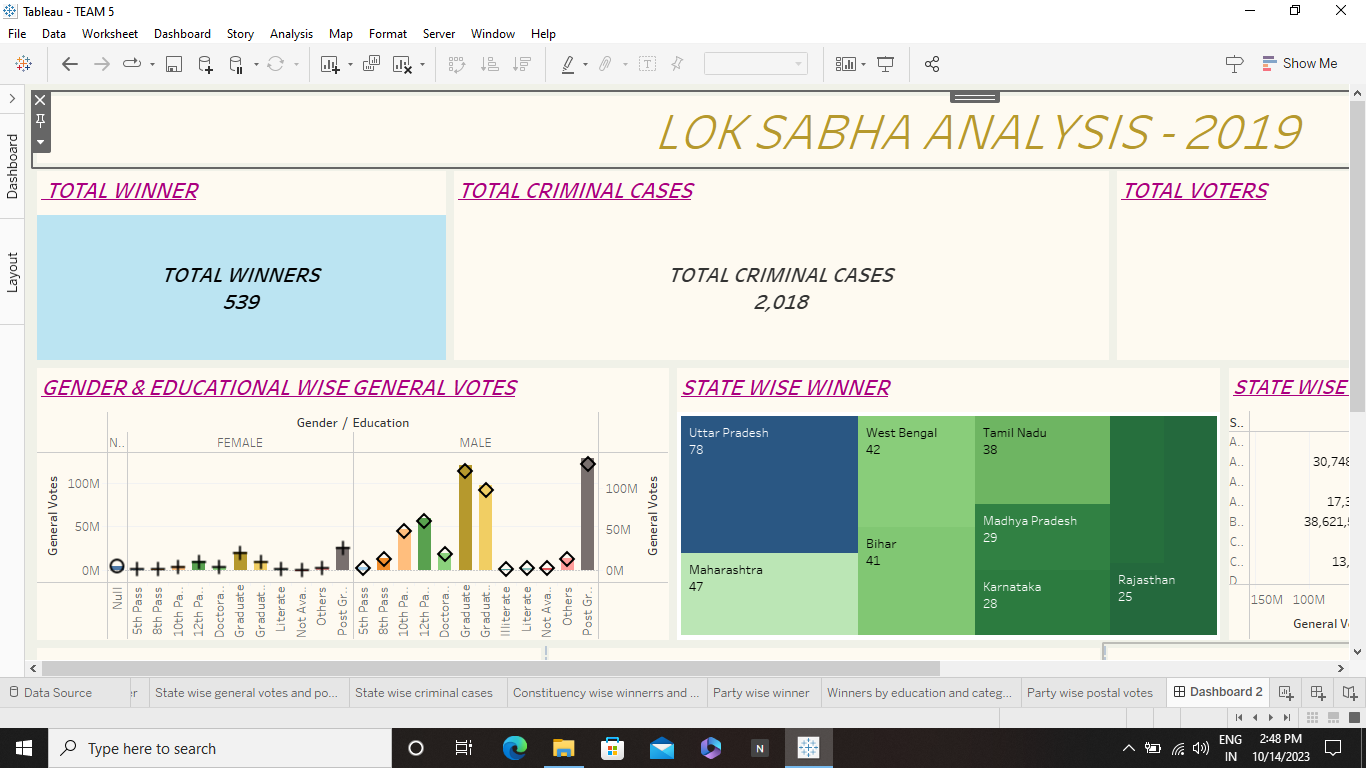 Tableau - TEAM 5
File Data Worksheet Dashboard Story Analysis Map Format Server Window Help
Show Me
Dashboard
Layout
LOK SABHA ANALYSIS - 2019
TOTAL WINNER
TOTAL CRIMINAL CASES
TOTAL VOTERS
TOTAL WINNERS
539
TOTAL CRIMINAL CASES
2,018
GENDER & EDUCATIONAL WISE GENERAL VOTES
Gender / Education
N.. FEMALE MALE
General Votes
100M
50M
0M
100M
50M
0M
General Votes
Null
5th Pass
8th Pass
10th Pa..
12th Pa..
Doctora..
Graduate
Graduat..
Literate
Not Ava..
Others
Post Gr..
5th Pass
8th Pass
10th Pa..
12th Pa..
Doctora..
Graduate
Graduat..
Illiterate
Literate
Not Ava..
Others
Post Gr..
STATE WISE WINNER
Uttar Pradesh
78
Maharashtra
47
West Bengal
42
Bihar
41
Tamil Nadu
38
Madhya Pradesh
29
Karnataka
28
Rajasthan
25
STATE WISE
S..
A..
A.. 30,748
A..
A.. 17,3
B.. 38,621,
C..
C.. 13,
D
150M 100M
General Vo
Data Source
er
State wise general votes and po...
State wise criminal cases
Constituency wise winnerrs and ...
Party wise winner
Winners by education and categ...
Party wise postal votes
Dashboard 2
Type here to search
N
ENG
IN
2:48 PM
10/14/2023